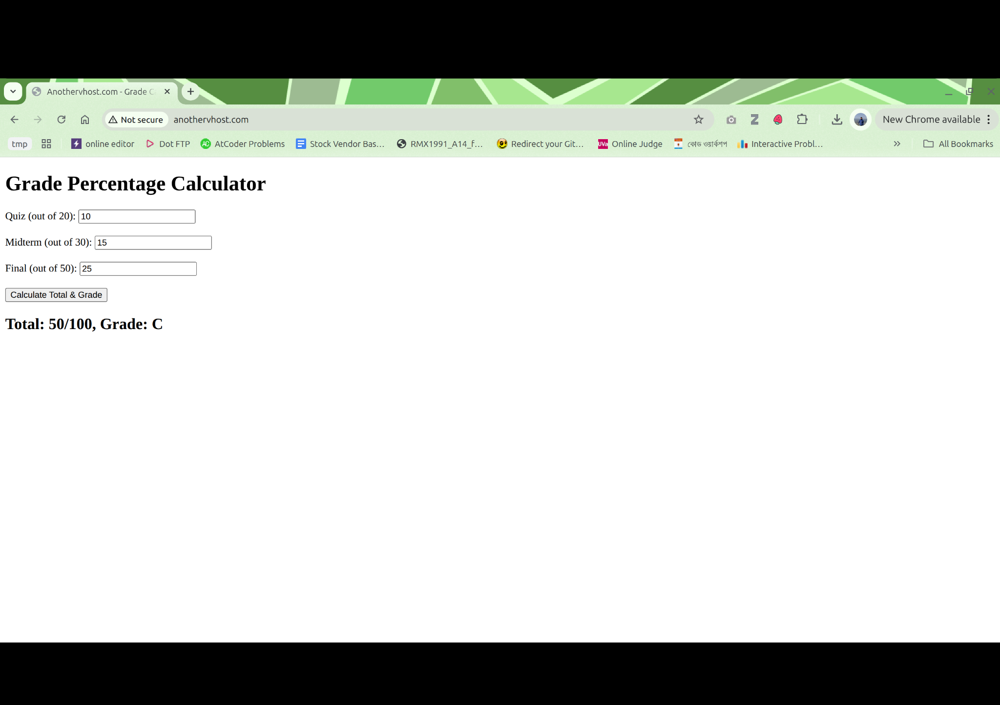 Anothervhost.com - Grade C
Not secure anothervhost.com New Chrome available
tmp online editor Dot FTP AtCoder Problems Stock Vendor Bas... RMX1991_A14_f... Redirect your Git... Online Judge কোড ওয়ার্কশপ Interactive Probl... All Bookmarks
Grade Percentage Calculator
Quiz (out of 20): 10
Midterm (out of 30): 15
Final (out of 50): 25
Calculate Total & Grade
Total: 50/100, Grade: C